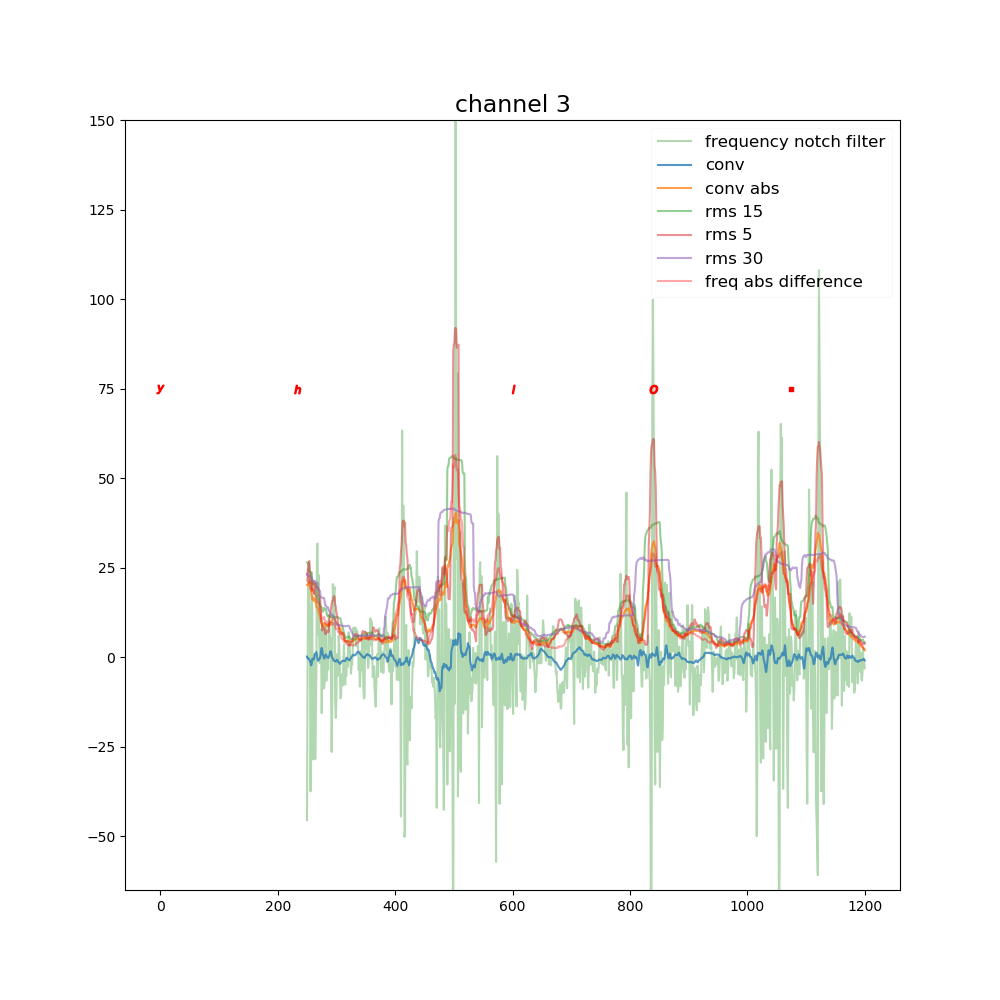 channel 3
150
125
100
75
50
25
0
−25
−50
frequency notch filter
conv
conv abs
rms 15
rms 5
rms 30
freq abs difference
y h l o .
0 200 400 600 800 1000 1200